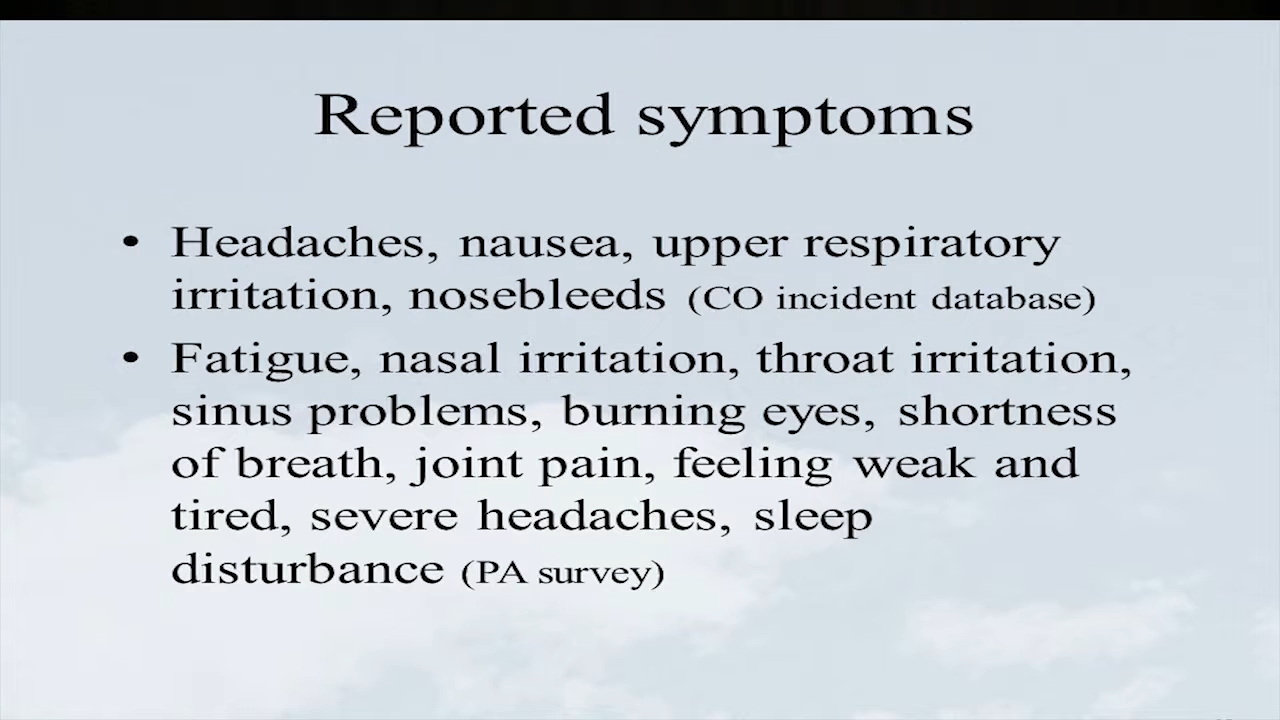 Reported symptoms
• Headaches, nausea, upper respiratory
irritation, nosebleeds (CO incident database)
• Fatigue, nasal irritation, throat irritation,
sinus problems, burning eyes, shortness
of breath, joint pain, feeling weak and
tired, severe headaches, sleep
disturbance (PA survey)